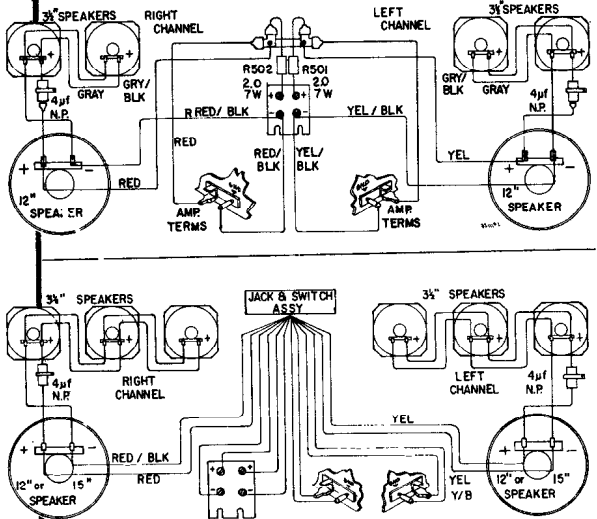 3½" SPEAKERS
RIGHT
CHANNEL
LEFT
CHANNEL
3½" SPEAKERS
+
+
+
+
R502
R501
2.0
7W
2.0
7W
GRY/
BLK
GRAY
4µf
N.P.
GRY/
BLK
GRAY
4µf
N.P.
+
+
R RED/ BLK
YEL / BLK
RED
RED/
BLK
YEL/
BLK
YEL
+
-
RED
+
-
12"
SPEAKER
AMP.
TERMS
AMP.
TERMS
12"
SPEAKER
3½" SPEAKERS
JACK & SWITCH
ASSY
3½" SPEAKERS
4µf
N.P.
RIGHT
CHANNEL
LEFT
CHANNEL
4µf
N.P.
YEL
+
-
RED / BLK
RED
+
+
-
-
YEL
Y/B
+
-
12" or 15"
SPEAKER
12" or 15"
SPEAKER